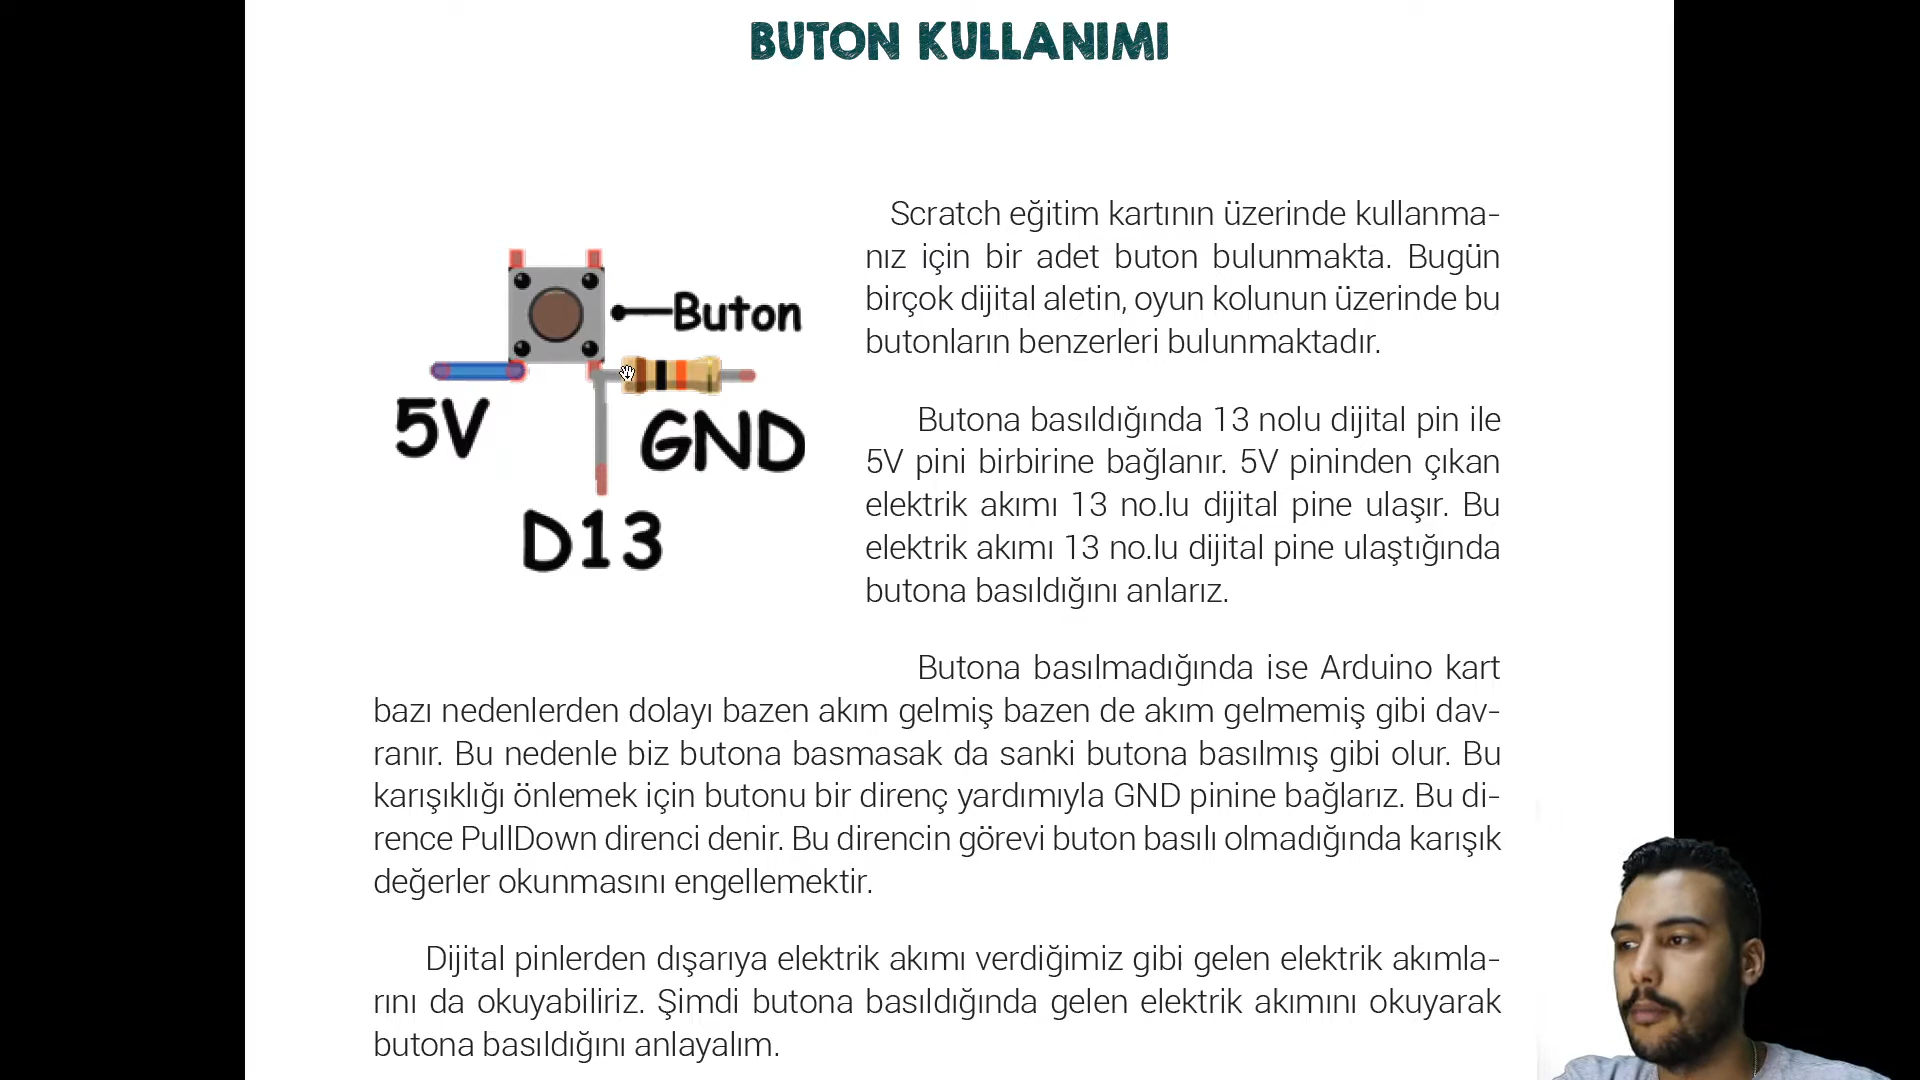 BUTON KULLANIMI
Buton
5V
GND
D13
Scratch eğitim kartının üzerinde kullanma-
nız için bir adet buton bulunmakta. Bugün
birçok dijital aletin, oyun kolunun üzerinde bu
butonların benzerleri bulunmaktadır.
Butona basıldığında 13 nolu dijital pin ile
5V pini birbirine bağlanır. 5V pininden çıkan
elektrik akımı 13 no.lu dijital pine ulaşır. Bu
elektrik akımı 13 no.lu dijital pine ulaştığında
butona basıldığını anlarız.
Butona basılmadığında ise Arduino kart
bazı nedenlerden dolayı bazen akım gelmiş bazen de akım gelmemiş gibi dav-
ranır. Bu nedenle biz butona basmasak da sanki butona basılmış gibi olur. Bu
karışıklığı önlemek için butonu bir direnç yardımıyla GND pinine bağlarız. Bu di-
rence PullDown direnci denir. Bu direncin görevi buton basılı olmadığında karışık
değerler okunmasını engellemektir.
Dijital pinlerden dışarıya elektrik akımı verdiğimiz gibi gelen elektrik akımla-
rını da okuyabiliriz. Şimdi butona basıldığında gelen elektrik akımını okuyarak
butona basıldığını anlayalım.